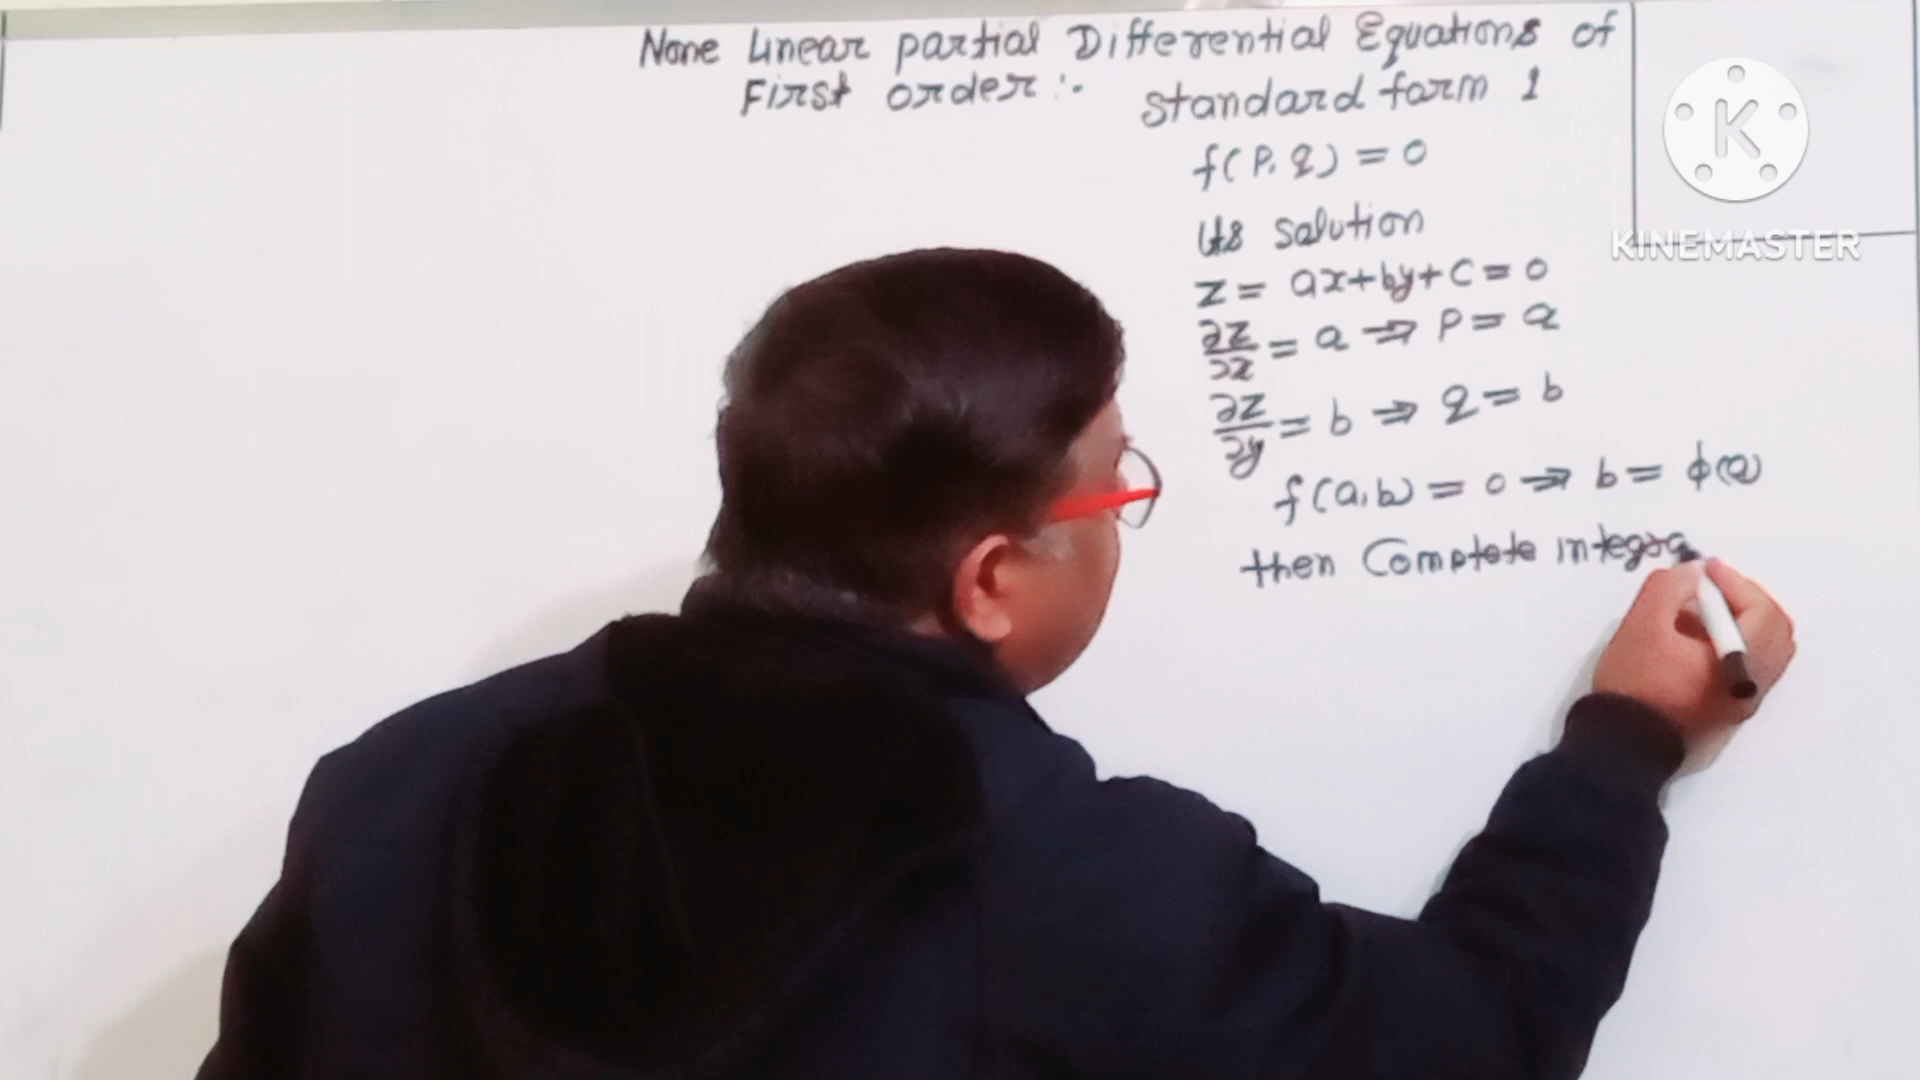 None Linear partial Differential Equations of
First order :- Standard form 1
f(p, q) = 0
Its solution
z = ax+by+c = 0
∂z/∂x = a ⇒ p = a
∂z/∂y = b ⇒ q = b
f(a, b) = 0 ⇒ b = ϕ(a)
then Complete integra
K
KINEMASTER